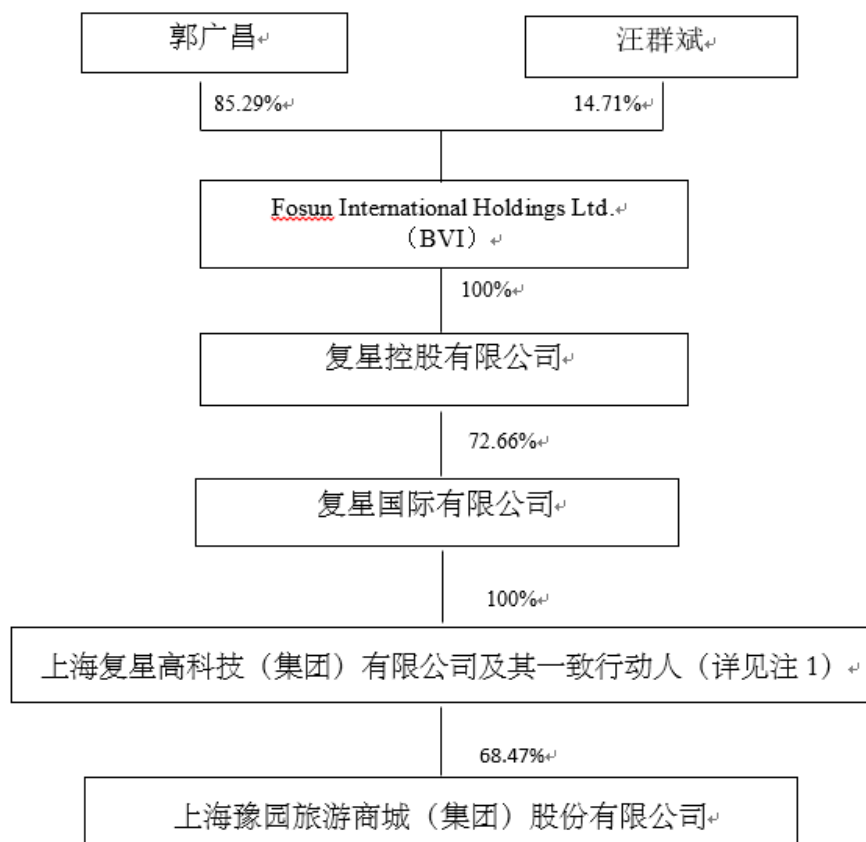 郭广昌
汪群斌
85.29%
14.71%
Fosun International Holdings Ltd.
（BVI）
100%
复星控股有限公司
72.66%
复星国际有限公司
100%
上海复星高科技（集团）有限公司及其一致行动人（详见注 1）
68.47%
上海豫园旅游商城（集团）股份有限公司